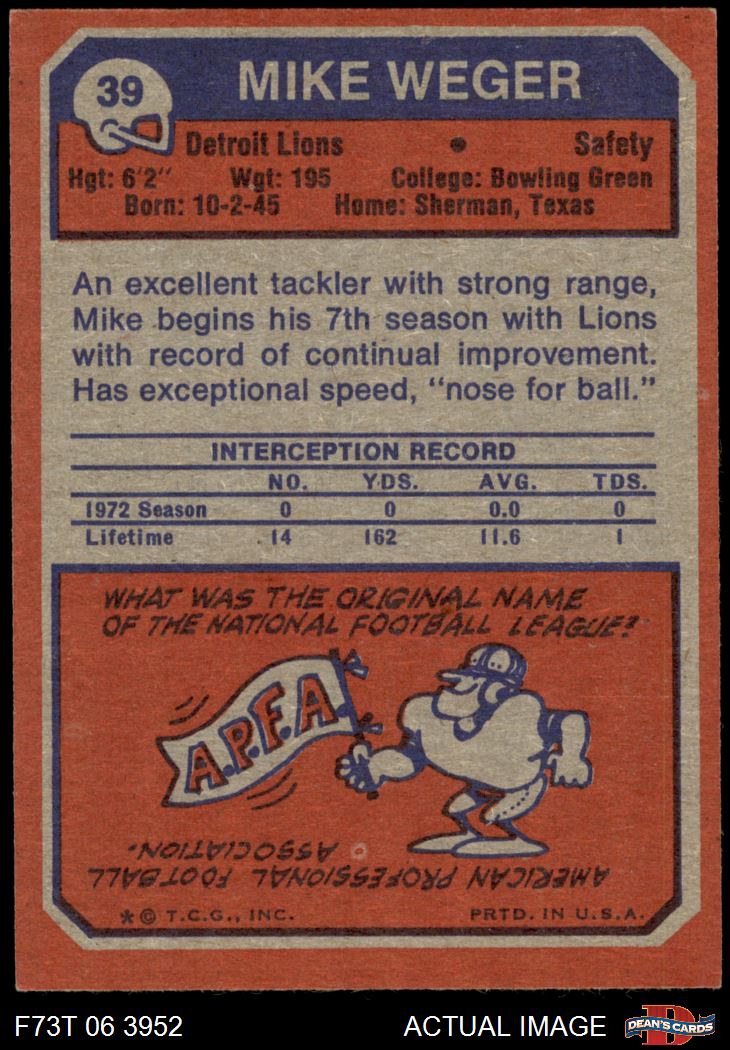 39
MIKE WEGER
Detroit Lions • Safety
Hgt: 6'2" Wgt: 195 College: Bowling Green
Born: 10-2-45 Home: Sherman, Texas
An excellent tackler with strong range,
Mike begins his 7th season with Lions
with record of continual improvement.
Has exceptional speed, "nose for ball."
INTERCEPTION RECORD
NO. YDS. AVG. TDS.
1972 Season 0 0 0.0 0
Lifetime 14 162 11.6 1
WHAT WAS THE ORIGINAL NAME
OF THE NATIONAL FOOTBALL LEAGUE?
A.P.F.A.
AMERICAN PROFESSIONAL FOOTBALL
ASSOCIATION.
* © T.C.G., INC. PRTD. IN U.S.A.
F73T 06 3952 ACTUAL IMAGE
D
DEAN'S CARDS